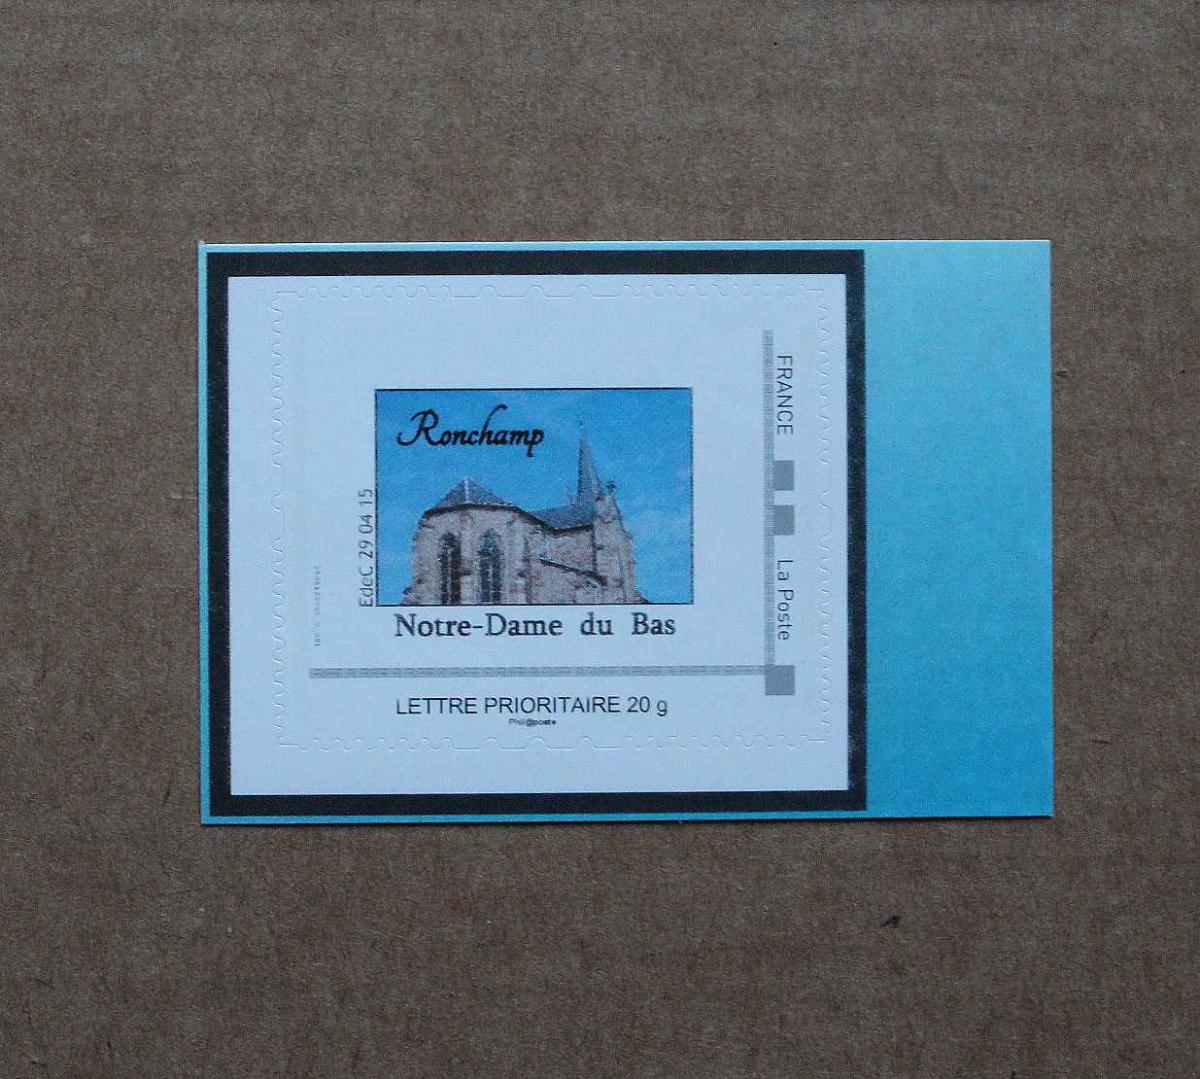 Ronchamp
EdeC 29 04 15
Notre-Dame du Bas
FRANCE
La Poste
LETTRE PRIORITAIRE 20 g
Phil@poste